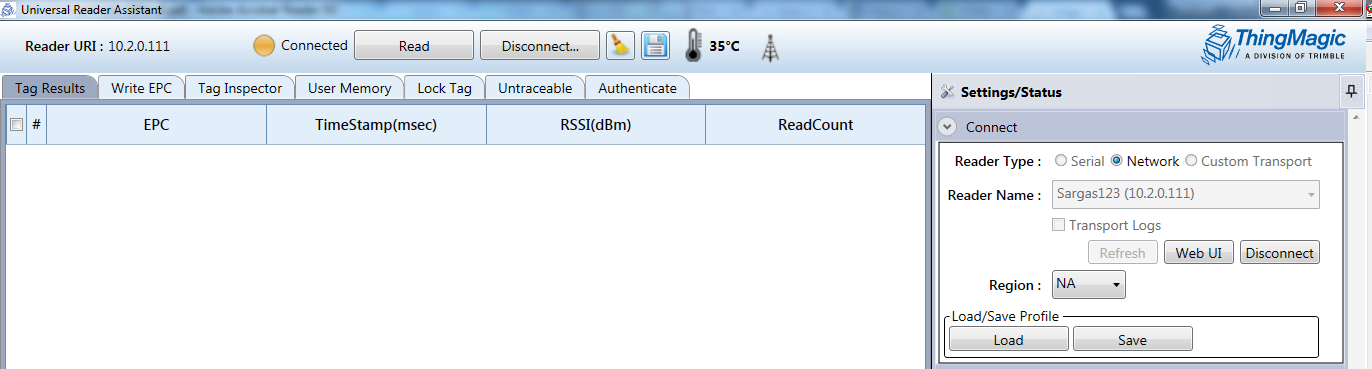 Universal Reader Assistant
Reader URI : 10.2.0.111 Connected Read Disconnect... 35°C ThingMagic
A DIVISION OF TRIMBLE
Tag Results Write EPC Tag Inspector User Memory Lock Tag Untraceable Authenticate
# EPC TimeStamp(msec) RSSI(dBm) ReadCount
Settings/Status
Connect
Reader Type : Serial Network Custom Transport
Reader Name : Sargas123 (10.2.0.111)
Transport Logs
Refresh Web UI Disconnect
Region : NA
Load/Save Profile
Load Save